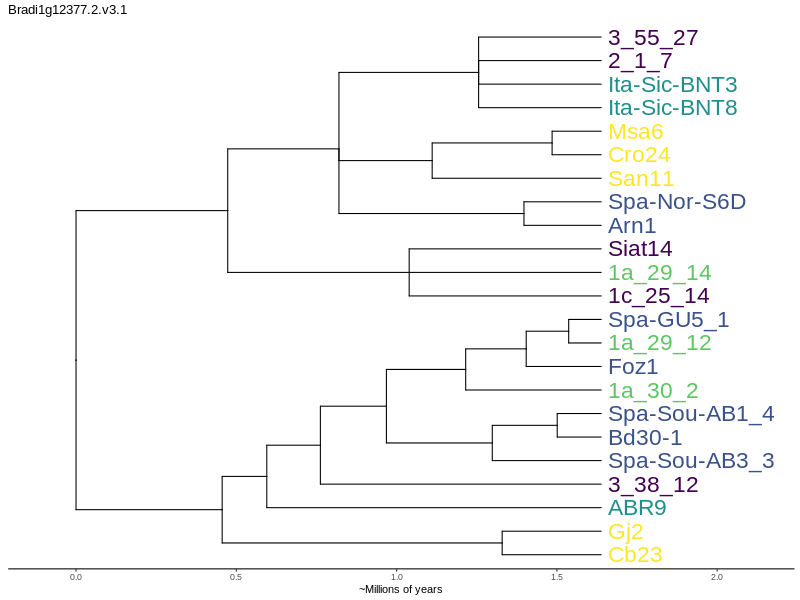 Bradi1g12377.2.v3.1
3_55_27
2_1_7
Ita-Sic-BNT3
Ita-Sic-BNT8
Msa6
Cro24
San11
Spa-Nor-S6D
Arn1
Siat14
1a_29_14
1c_25_14
Spa-GU5_1
1a_29_12
Foz1
1a_30_2
Spa-Sou-AB1_4
Bd30-1
Spa-Sou-AB3_3
3_38_12
ABR9
Gj2
Cb23
0.0 0.5 1.0 1.5 2.0
~Millions of years